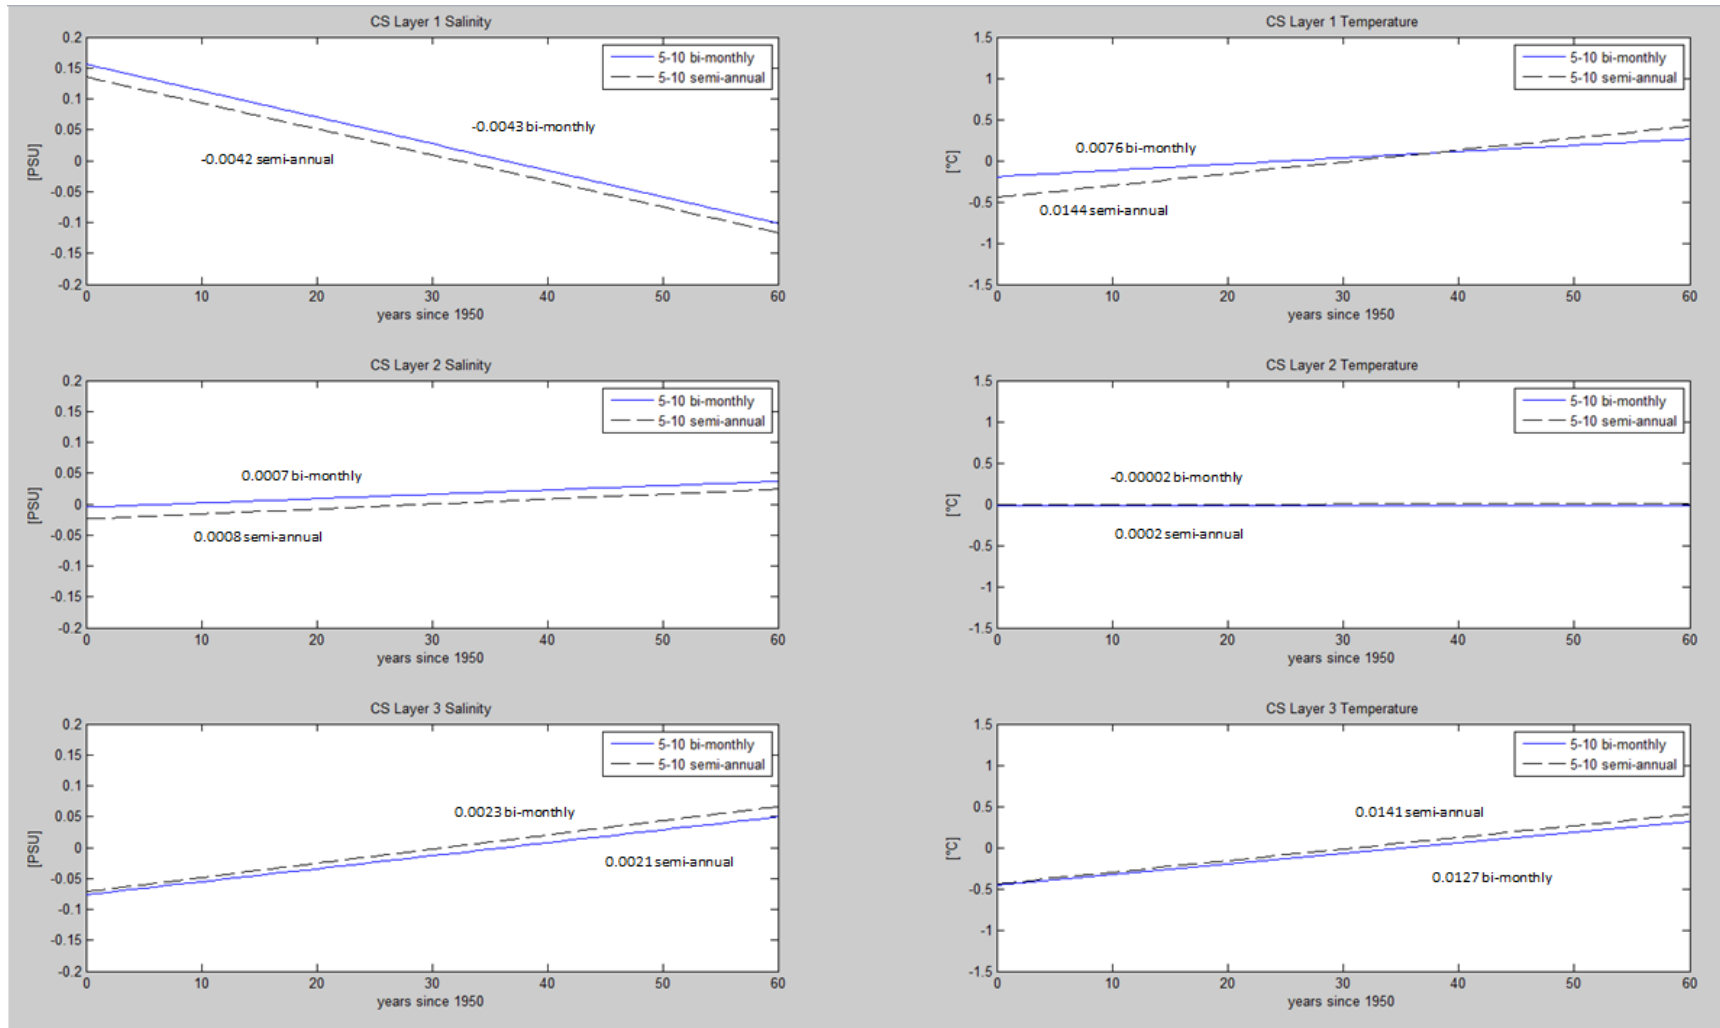 CS Layer 1 Salinity
0.2
0.15
0.1
0.05
0
-0.05
-0.1
-0.15
-0.2
[PSU]
5-10 bi-monthly
5-10 semi-annual
-0.0043 bi-monthly
-0.0042 semi-annual
0 10 20 30 40 50 60
years since 1950
CS Layer 1 Temperature
1.5
1
0.5
0
-0.5
-1
-1.5
[°C]
5-10 bi-monthly
5-10 semi-annual
0.0076 bi-monthly
0.0144 semi-annual
0 10 20 30 40 50 60
years since 1950
CS Layer 2 Salinity
0.2
0.15
0.1
0.05
0
-0.05
-0.1
-0.15
-0.2
[PSU]
5-10 bi-monthly
5-10 semi-annual
0.0007 bi-monthly
0.0008 semi-annual
0 10 20 30 40 50 60
years since 1950
CS Layer 2 Temperature
1.5
1
0.5
0
-0.5
-1
-1.5
[°C]
5-10 bi-monthly
5-10 semi-annual
-0.00002 bi-monthly
0.0002 semi-annual
0 10 20 30 40 50 60
years since 1950
CS Layer 3 Salinity
0.2
0.15
0.1
0.05
0
-0.05
-0.1
-0.15
-0.2
[PSU]
5-10 bi-monthly
5-10 semi-annual
0.0023 bi-monthly
0.0021 semi-annual
0 10 20 30 40 50 60
years since 1950
CS Layer 3 Temperature
1.5
1
0.5
0
-0.5
-1
-1.5
[°C]
5-10 bi-monthly
5-10 semi-annual
0.0141 semi-annual
0.0127 bi-monthly
0 10 20 30 40 50 60
years since 1950